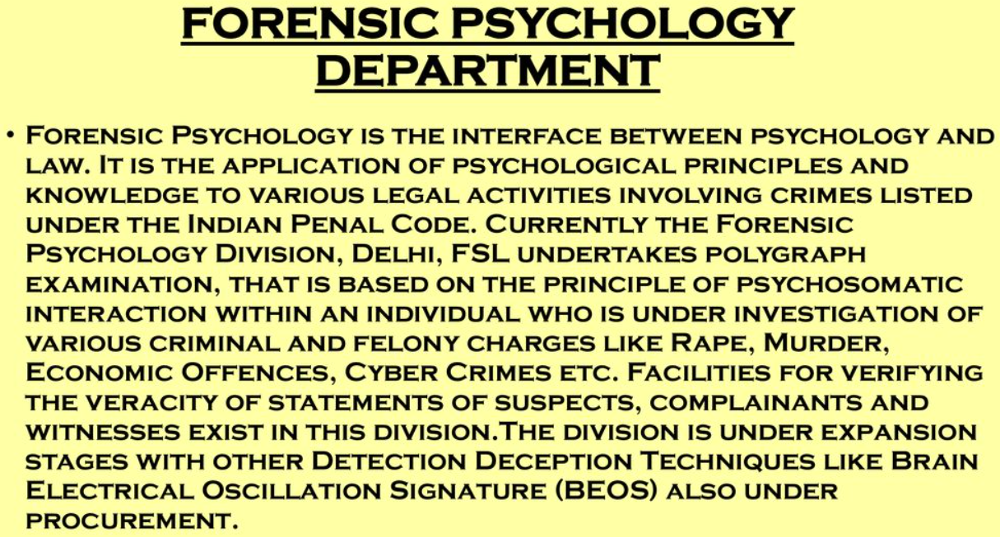 FORENSIC PSYCHOLOGY
DEPARTMENT
• FORENSIC PSYCHOLOGY IS THE INTERFACE BETWEEN PSYCHOLOGY AND
LAW. IT IS THE APPLICATION OF PSYCHOLOGICAL PRINCIPLES AND
KNOWLEDGE TO VARIOUS LEGAL ACTIVITIES INVOLVING CRIMES LISTED
UNDER THE INDIAN PENAL CODE. CURRENTLY THE FORENSIC
PSYCHOLOGY DIVISION, DELHI, FSL UNDERTAKES POLYGRAPH
EXAMINATION, THAT IS BASED ON THE PRINCIPLE OF PSYCHOSOMATIC
INTERACTION WITHIN AN INDIVIDUAL WHO IS UNDER INVESTIGATION OF
VARIOUS CRIMINAL AND FELONY CHARGES LIKE RAPE, MURDER,
ECONOMIC OFFENCES, CYBER CRIMES ETC. FACILITIES FOR VERIFYING
THE VERACITY OF STATEMENTS OF SUSPECTS, COMPLAINANTS AND
WITNESSES EXIST IN THIS DIVISION.THE DIVISION IS UNDER EXPANSION
STAGES WITH OTHER DETECTION DECEPTION TECHNIQUES LIKE BRAIN
ELECTRICAL OSCILLATION SIGNATURE (BEOS) ALSO UNDER
PROCUREMENT.